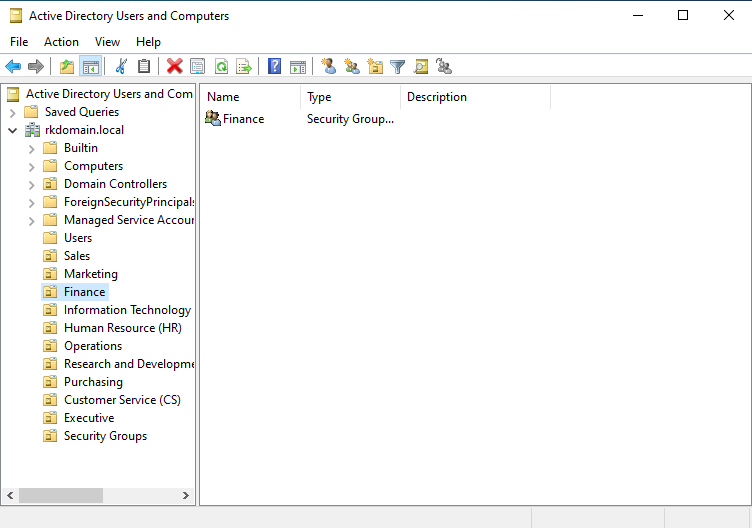 Active Directory Users and Computers
File Action View Help
Active Directory Users and Com
Saved Queries
rkdomain.local
Builtin
Computers
Domain Controllers
ForeignSecurityPrincipals
Managed Service Accour
Users
Sales
Marketing
Finance
Information Technology
Human Resource (HR)
Operations
Research and Developme
Purchasing
Customer Service (CS)
Executive
Security Groups
Name Type Description
Finance Security Group...